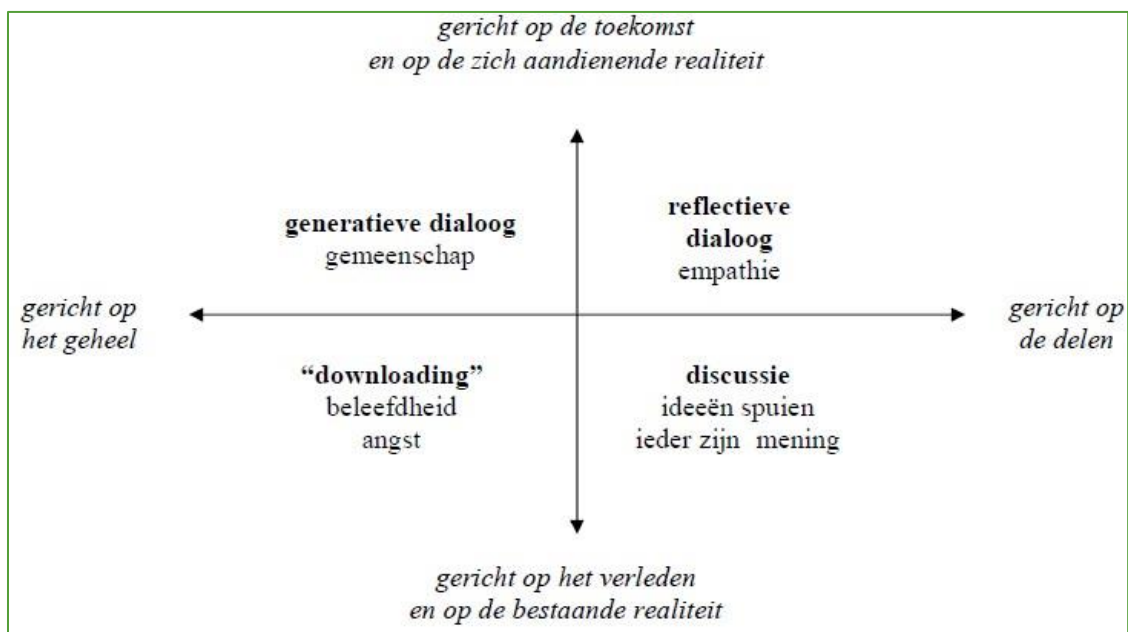 gericht op de toekomst
en op de zich aandienende realiteit
generatieve dialoog
gemeenschap
reflectieve
dialoog
empathie
gericht op
het geheel
gericht op
de delen
“downloading”
beleefdheid
angst
discussie
ideeën spuien
ieder zijn mening
gericht op het verleden
en op de bestaande realiteit